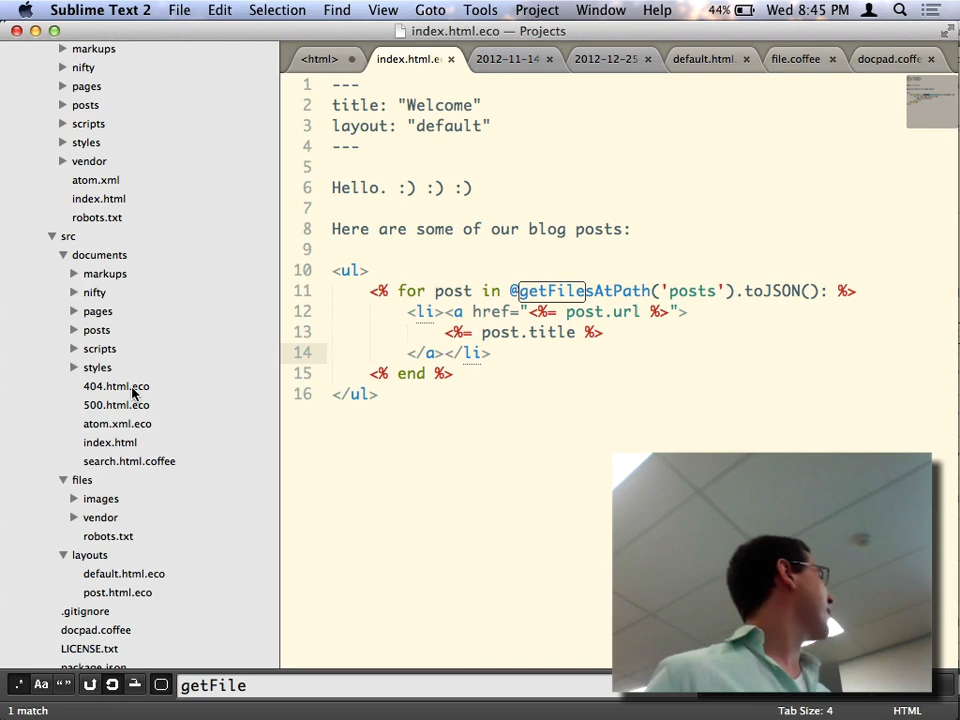 Sublime Text 2 File Edit Selection Find View Goto Tools Project Window Help 44% Wed 8:45 PM
index.html.eco — Projects
<html> index.html.e 2012-11-14 2012-12-25 default.html. file.coffee docpad.coffe
markups
nifty
pages
posts
scripts
styles
vendor
atom.xml
index.html
robots.txt
src
documents
markups
nifty
pages
posts
scripts
styles
404.html.eco
500.html.eco
atom.xml.eco
index.html
search.html.coffee
files
images
vendor
robots.txt
layouts
default.html.eco
post.html.eco
.gitignore
docpad.coffee
LICENSE.txt
package.json
1 ---
2 title: "Welcome"
3 layout: "default"
4 ---
5
6 Hello. :) :) :)
7
8 Here are some of our blog posts:
9
10 <ul>
11 <% for post in @getFilesAtPath('posts').toJSON(): %>
12 <li><a href="<%= post.url %>">
13 <%= post.title %>
14 </a></li>
15 <% end %>
16 </ul>
.* Aa “” getFile
1 match Tab Size: 4 HTML